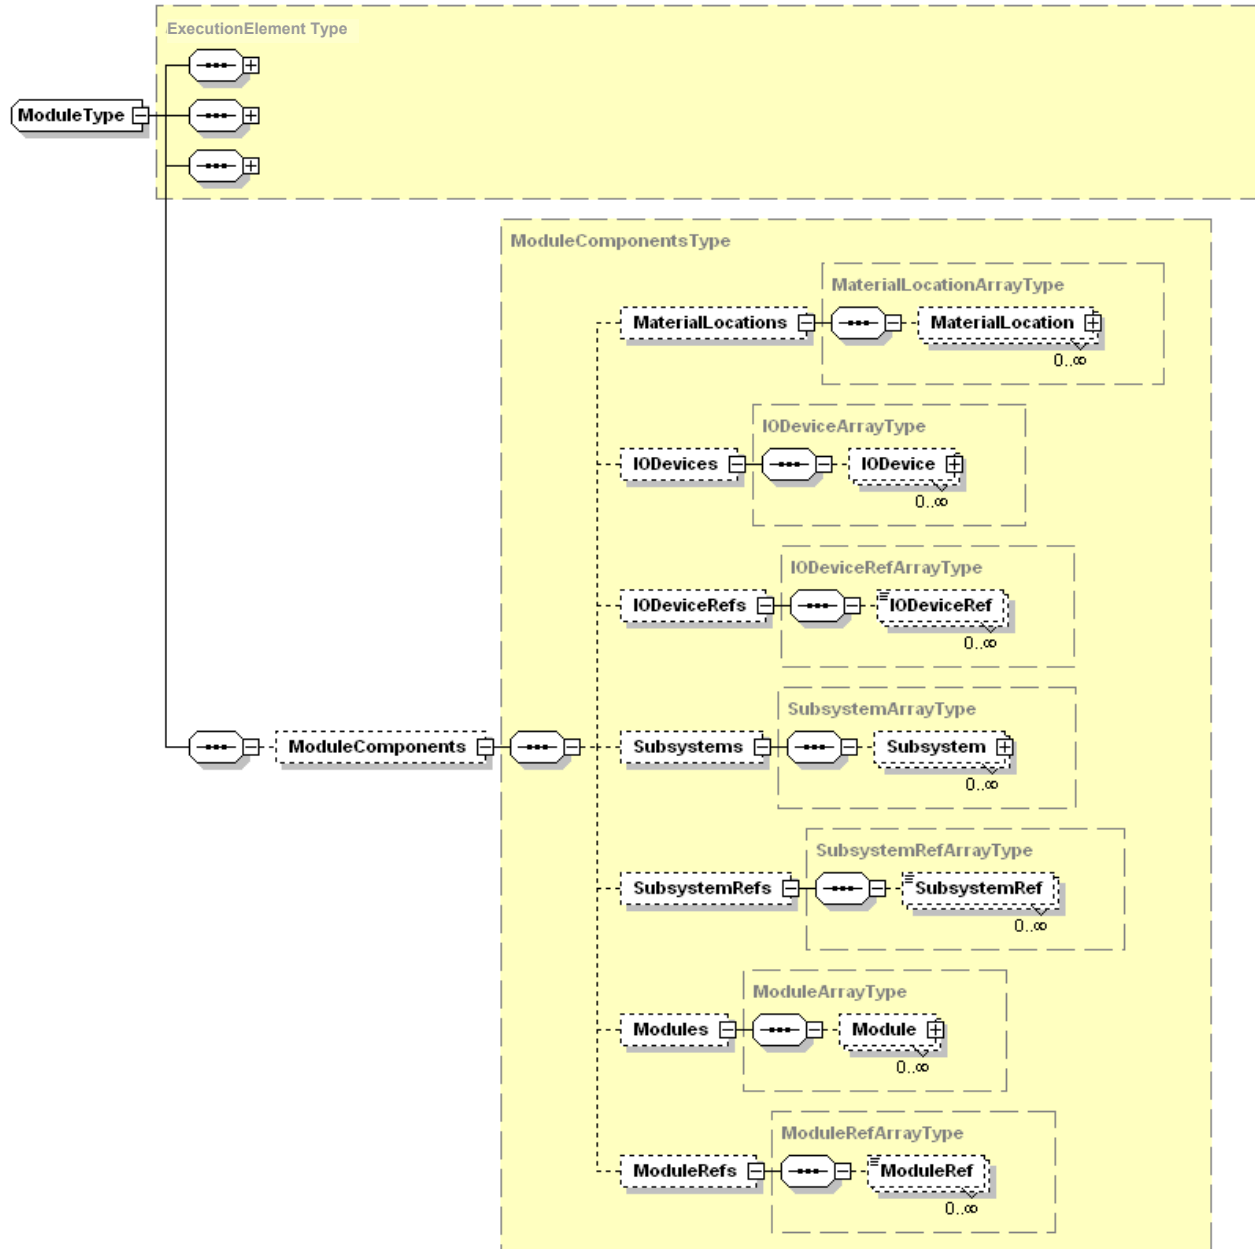 ExecutionElement Type
ModuleType
ModuleComponentsType
MaterialLocationArrayType
MaterialLocations
MaterialLocation
0..∞
IODeviceArrayType
IODevices
IODevice
0..∞
IODeviceRefArrayType
IODeviceRefs
IODeviceRef
0..∞
SubsystemArrayType
ModuleComponents
Subsystems
Subsystem
0..∞
SubsystemRefArrayType
SubsystemRefs
SubsystemRef
0..∞
ModuleArrayType
Modules
Module
0..∞
ModuleRefArrayType
ModuleRefs
ModuleRef
0..∞